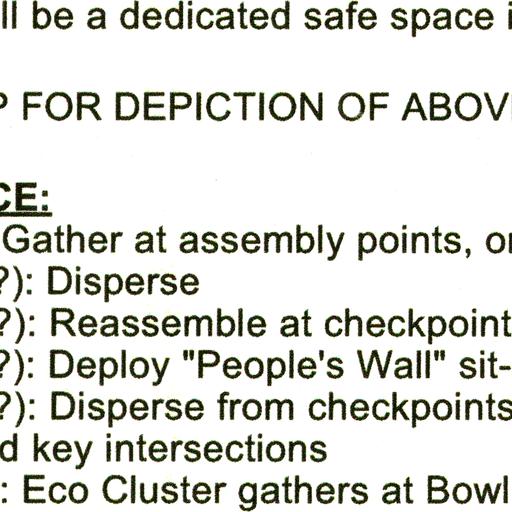 ll be a dedicated safe space i
P FOR DEPICTION OF ABOV
CE:
Gather at assembly points, or
?): Disperse
?): Reassemble at checkpoint
?): Deploy "People's Wall" sit-
?): Disperse from checkpoints
d key intersections
: Eco Cluster gathers at Bowl